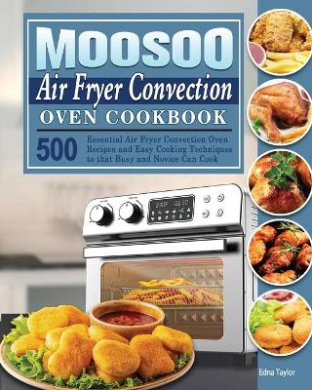 MOOSOO
Air Fryer Convection
OVEN COOKBOOK
500
Essential Air Fryer Convection Oven
Recipes and Easy Cooking Techniques
to that Busy and Novice Can Cook
Edna Taylor